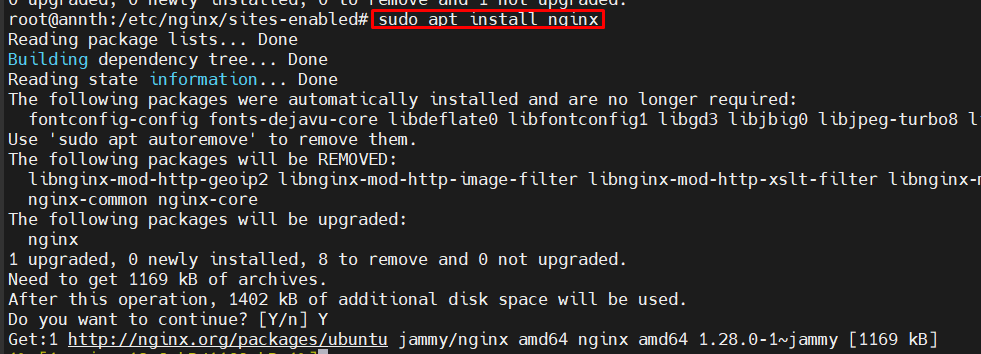 0 upgraded, 0 newly installed, 0 to remove and 1 not upgraded.
root@annth:/etc/nginx/sites-enabled# sudo apt install nginx
Reading package lists... Done
Building dependency tree... Done
Reading state information... Done
The following packages were automatically installed and are no longer required:
fontconfig-config fonts-dejavu-core libdeflate0 libfontconfig1 libgd3 libjbig0 libjpeg-turbo8 l
Use 'sudo apt autoremove' to remove them.
The following packages will be REMOVED:
libnginx-mod-http-geoip2 libnginx-mod-http-image-filter libnginx-mod-http-xslt-filter libnginx-m
nginx-common nginx-core
The following packages will be upgraded:
nginx
1 upgraded, 0 newly installed, 8 to remove and 0 not upgraded.
Need to get 1169 kB of archives.
After this operation, 1402 kB of additional disk space will be used.
Do you want to continue? [Y/n] Y
Get:1 http://nginx.org/packages/ubuntu jammy/nginx amd64 nginx amd64 1.28.0-1~jammy [1169 kB]